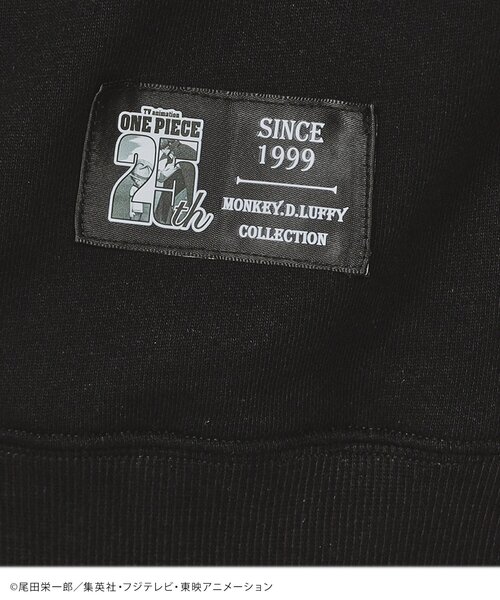 TV animation
ONE PIECE
25th
SINCE
1999
MONKEY.D.LUFFY
COLLECTION
©尾田栄一郎／集英社・フジテレビ・東映アニメーション